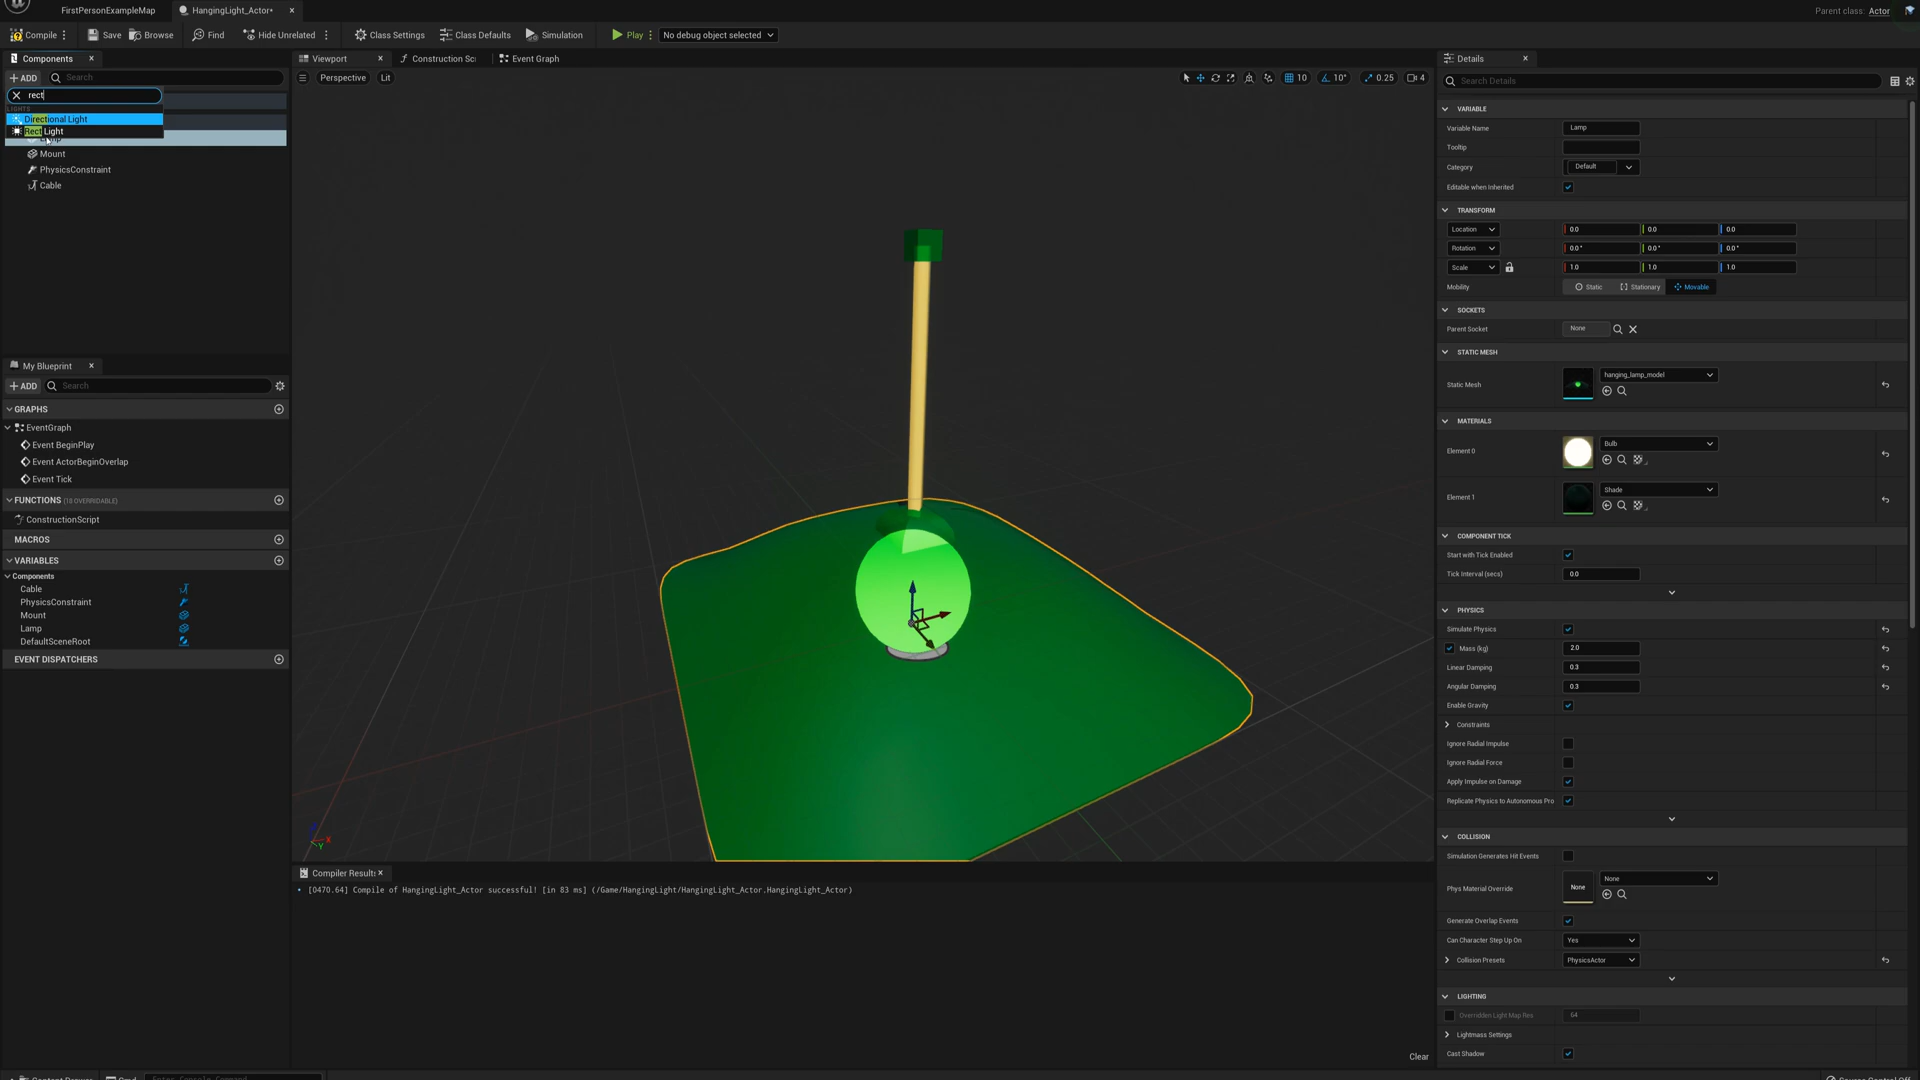 FirstPersonExampleMap
HangingLight_Actor*
Parent class: Actor
Compile
Save
Browse
Find
Hide Unrelated
Class Settings
Class Defaults
Simulation
Play
No debug object selected
Components
ADD
Search
rect
LIGHTS
Directional Light
Rect Light
Mount
PhysicsConstraint
Cable
My Blueprint
ADD
Search
GRAPHS
EventGraph
Event BeginPlay
Event ActorBeginOverlap
Event Tick
FUNCTIONS (18 OVERRIDABLE)
ConstructionScript
MACROS
VARIABLES
Components
Cable
PhysicsConstraint
Mount
Lamp
DefaultSceneRoot
EVENT DISPATCHERS
Viewport
Construction Sc
Event Graph
Perspective
Lit
10
10°
0.25
4
X
Y
Compiler Results
[0470.64] Compile of HangingLight_Actor successful! [in 83 ms] (/Game/HangingLight/HangingLight_Actor.HangingLight_Actor)
Clear
Details
Search Details
VARIABLE
Variable Name
Lamp
Tooltip
Category
Default
Editable when Inherited
TRANSFORM
Location
0.0
0.0
0.0
Rotation
0.0°
0.0°
0.0°
Scale
1.0
1.0
1.0
Mobility
Static
Stationary
Movable
SOCKETS
Parent Socket
None
STATIC MESH
Static Mesh
hanging_lamp_model
MATERIALS
Element 0
Bulb
Element 1
Shade
COMPONENT TICK
Start with Tick Enabled
Tick Interval (secs)
0.0
PHYSICS
Simulate Physics
Mass (kg)
2.0
Linear Damping
0.3
Angular Damping
0.3
Enable Gravity
Constraints
Ignore Radial Impulse
Ignore Radial Force
Apply Impulse on Damage
Replicate Physics to Autonomous Pro
COLLISION
Simulation Generates Hit Events
Phys Material Override
None
None
Generate Overlap Events
Can Character Step Up On
Yes
Collision Presets
PhysicsActor
LIGHTING
Overridden Light Map Res
64
Lightmass Settings
Cast Shadow